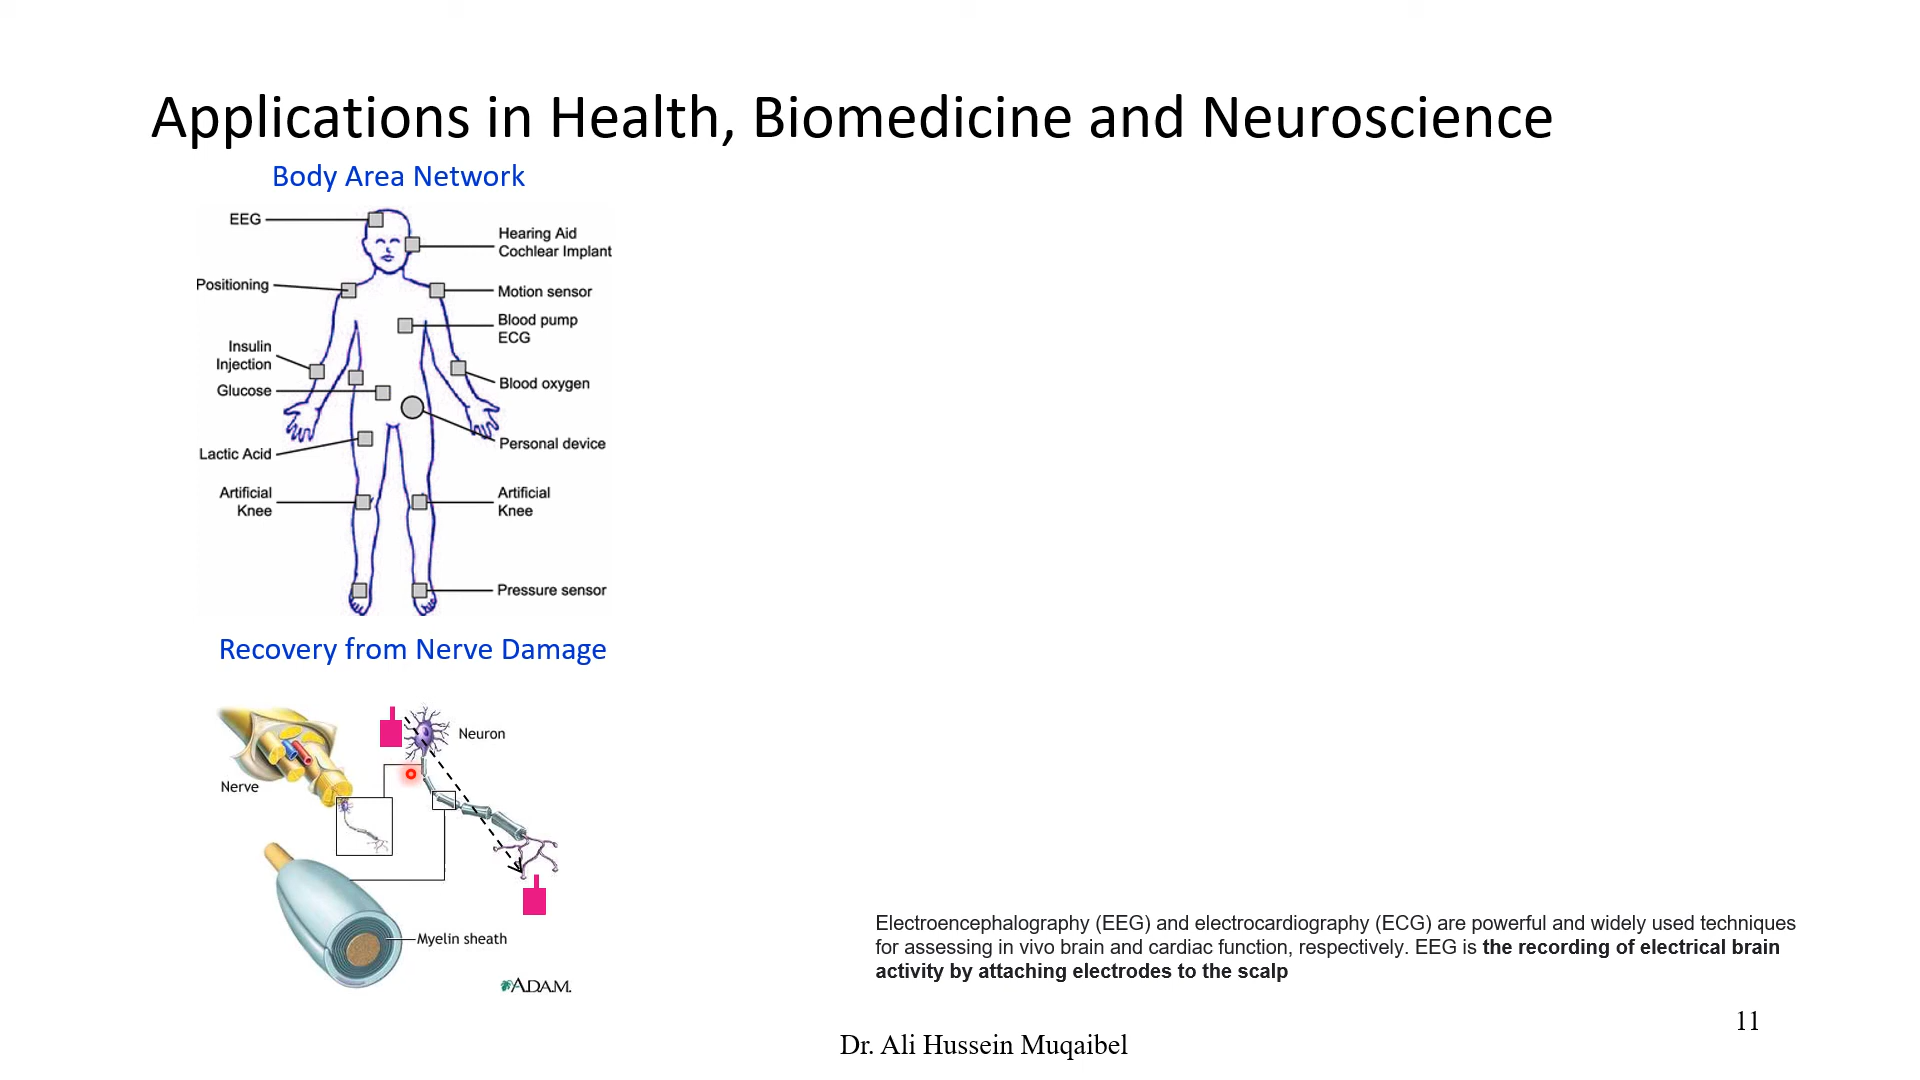 Applications in Health, Biomedicine and Neuroscience
Body Area Network
EEG
Hearing Aid
Cochlear Implant
Positioning
Motion sensor
Blood pump
ECG
Insulin
Injection
Blood oxygen
Glucose
Personal device
Lactic Acid
Artificial
Knee
Artificial
Knee
Pressure sensor
Recovery from Nerve Damage
Neuron
Nerve
Myelin sheath
A.D.A.M.
Electroencephalography (EEG) and electrocardiography (ECG) are powerful and widely used techniques
for assessing in vivo brain and cardiac function, respectively. EEG is the recording of electrical brain
activity by attaching electrodes to the scalp
11
Dr. Ali Hussein Muqaibel